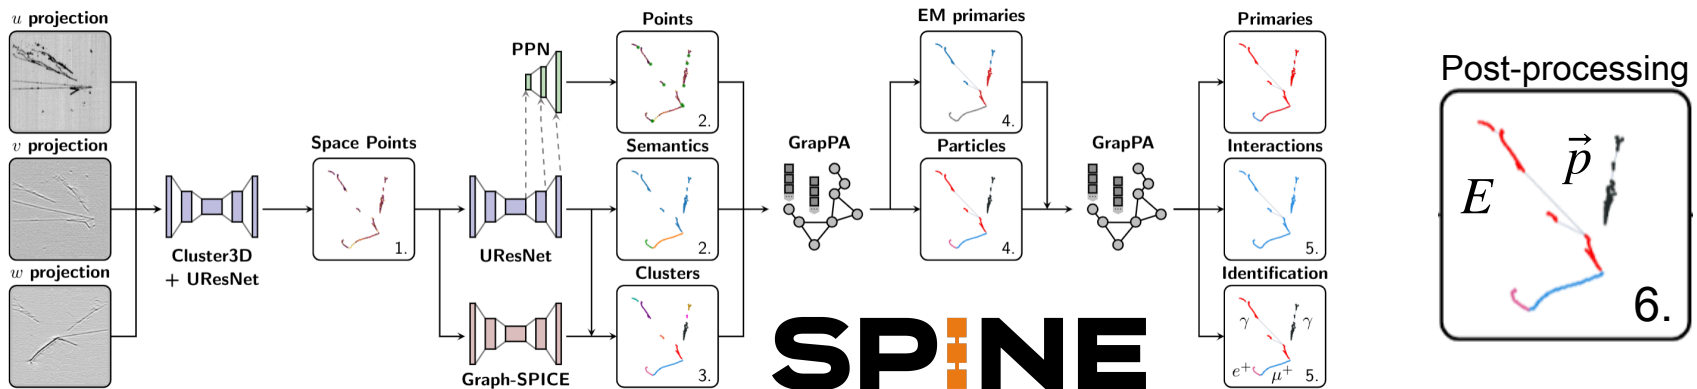 u projection
v projection
w projection
Cluster3D
+ UResNet
Space Points
1.
PPN
UResNet
Graph-SPICE
Points
2.
Semantics
2.
Clusters
3.
GrapPA
EM primaries
4.
Particles
4.
GrapPA
Primaries
Interactions
5.
Identification
γ
γ
e⁺
μ⁺
5.
SPINE
Post-processing
E
p⃗
6.